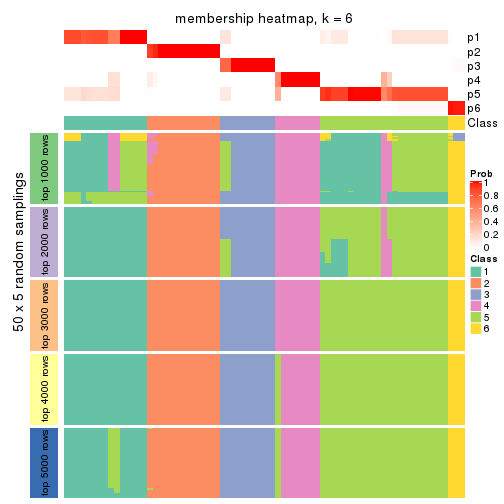 membership heatmap, k = 6
p1
p2
p3
p4
p5
p6
Class
50 x 5 random samplings
top 1000 rows
top 2000 rows
top 3000 rows
top 4000 rows
top 5000 rows
Prob
1
0.8
0.6
0.4
0.2
0
Class
1
2
3
4
5
6